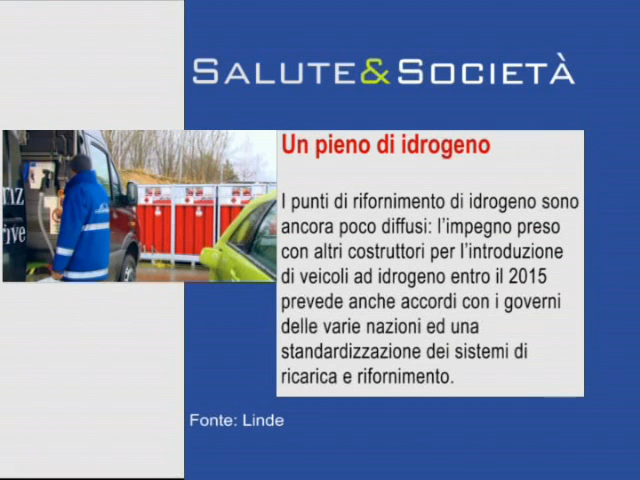 SALUTE&SOCIETÀ
Un pieno di idrogeno
I punti di rifornimento di idrogeno sono
ancora poco diffusi: l'impegno preso
con altri costruttori per l'introduzione
di veicoli ad idrogeno entro il 2015
prevede anche accordi con i governi
delle varie nazioni ed una
standardizzazione dei sistemi di
ricarica e rifornimento.
Fonte: Linde